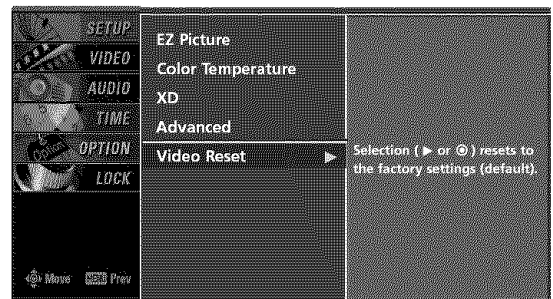 SETUP
VIDEO
AUDIO
TIME
OPTION
LOCK
Move
MENU Prev
EZ Picture
Color Temperature
XD
Advanced
Video Reset ▶
Selection ( ▶ or ◉ ) resets to
the factory settings (default).